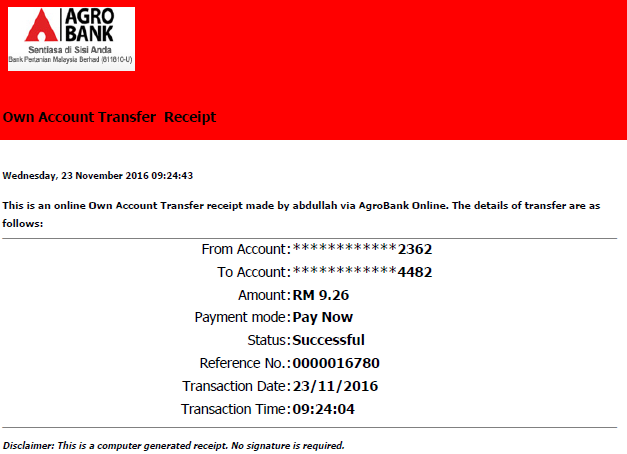 AGRO
BANK
Sentiasa di Sisi Anda
Bank Pertanian Malaysia Berhad (811810-U)
Own Account Transfer Receipt
Wednesday, 23 November 2016 09:24:43
This is an online Own Account Transfer receipt made by abdullah via AgroBank Online. The details of transfer are as
follows:
From Account:************2362
To Account:************4482
Amount:RM 9.26
Payment mode:Pay Now
Status:Successful
Reference No.:0000016780
Transaction Date:23/11/2016
Transaction Time:09:24:04
Disclaimer: This is a computer generated receipt. No signature is required.